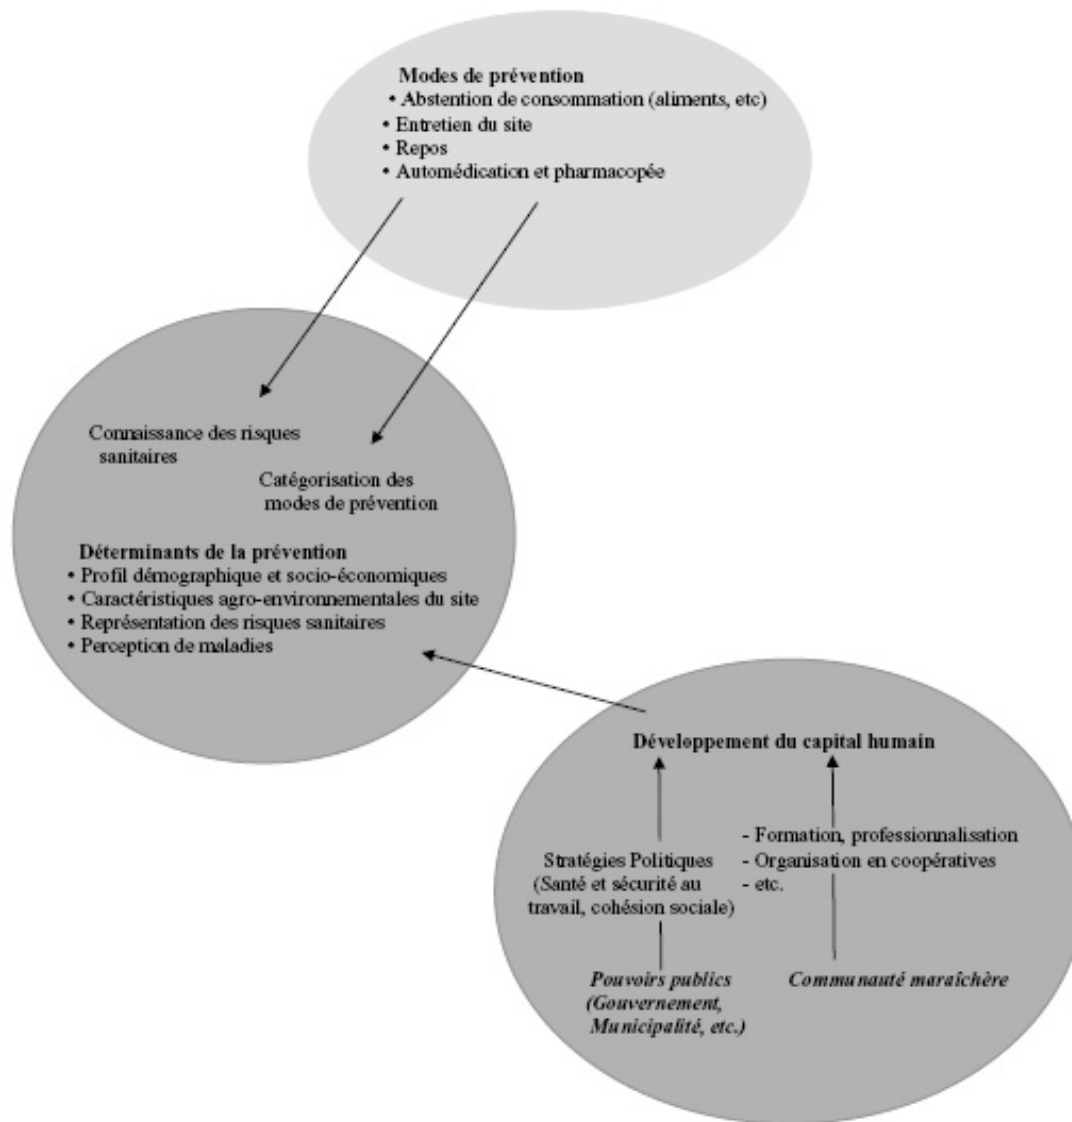 Modes de prévention
• Abstention de consommation (aliments, etc)
• Entretien du site
• Repos
• Automédication et pharmacopée
Connaissance des risques
sanitaires
Catégorisation des
modes de prévention
Déterminants de la prévention
• Profil démographique et socio-économiques
• Caractéristiques agro-environnementales du site
• Représentation des risques sanitaires
• Perception de maladies
Développement du capital humain
Stratégies Politiques
(Santé et sécurité au
travail, cohésion sociale)
- Formation, professionnalisation
- Organisation en coopératives
- etc.
Pouvoirs publics
(Gouvernement,
Municipalité, etc.)
Communauté maraîchère